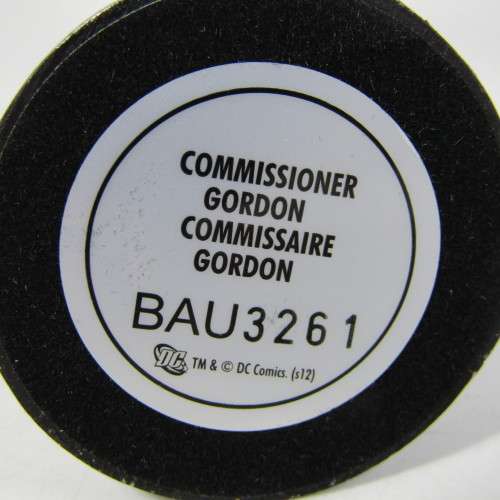 COMMISSIONER
GORDON
COMMISSAIRE
GORDON
BAU3261
DC TM & © DC Comics. (s12)